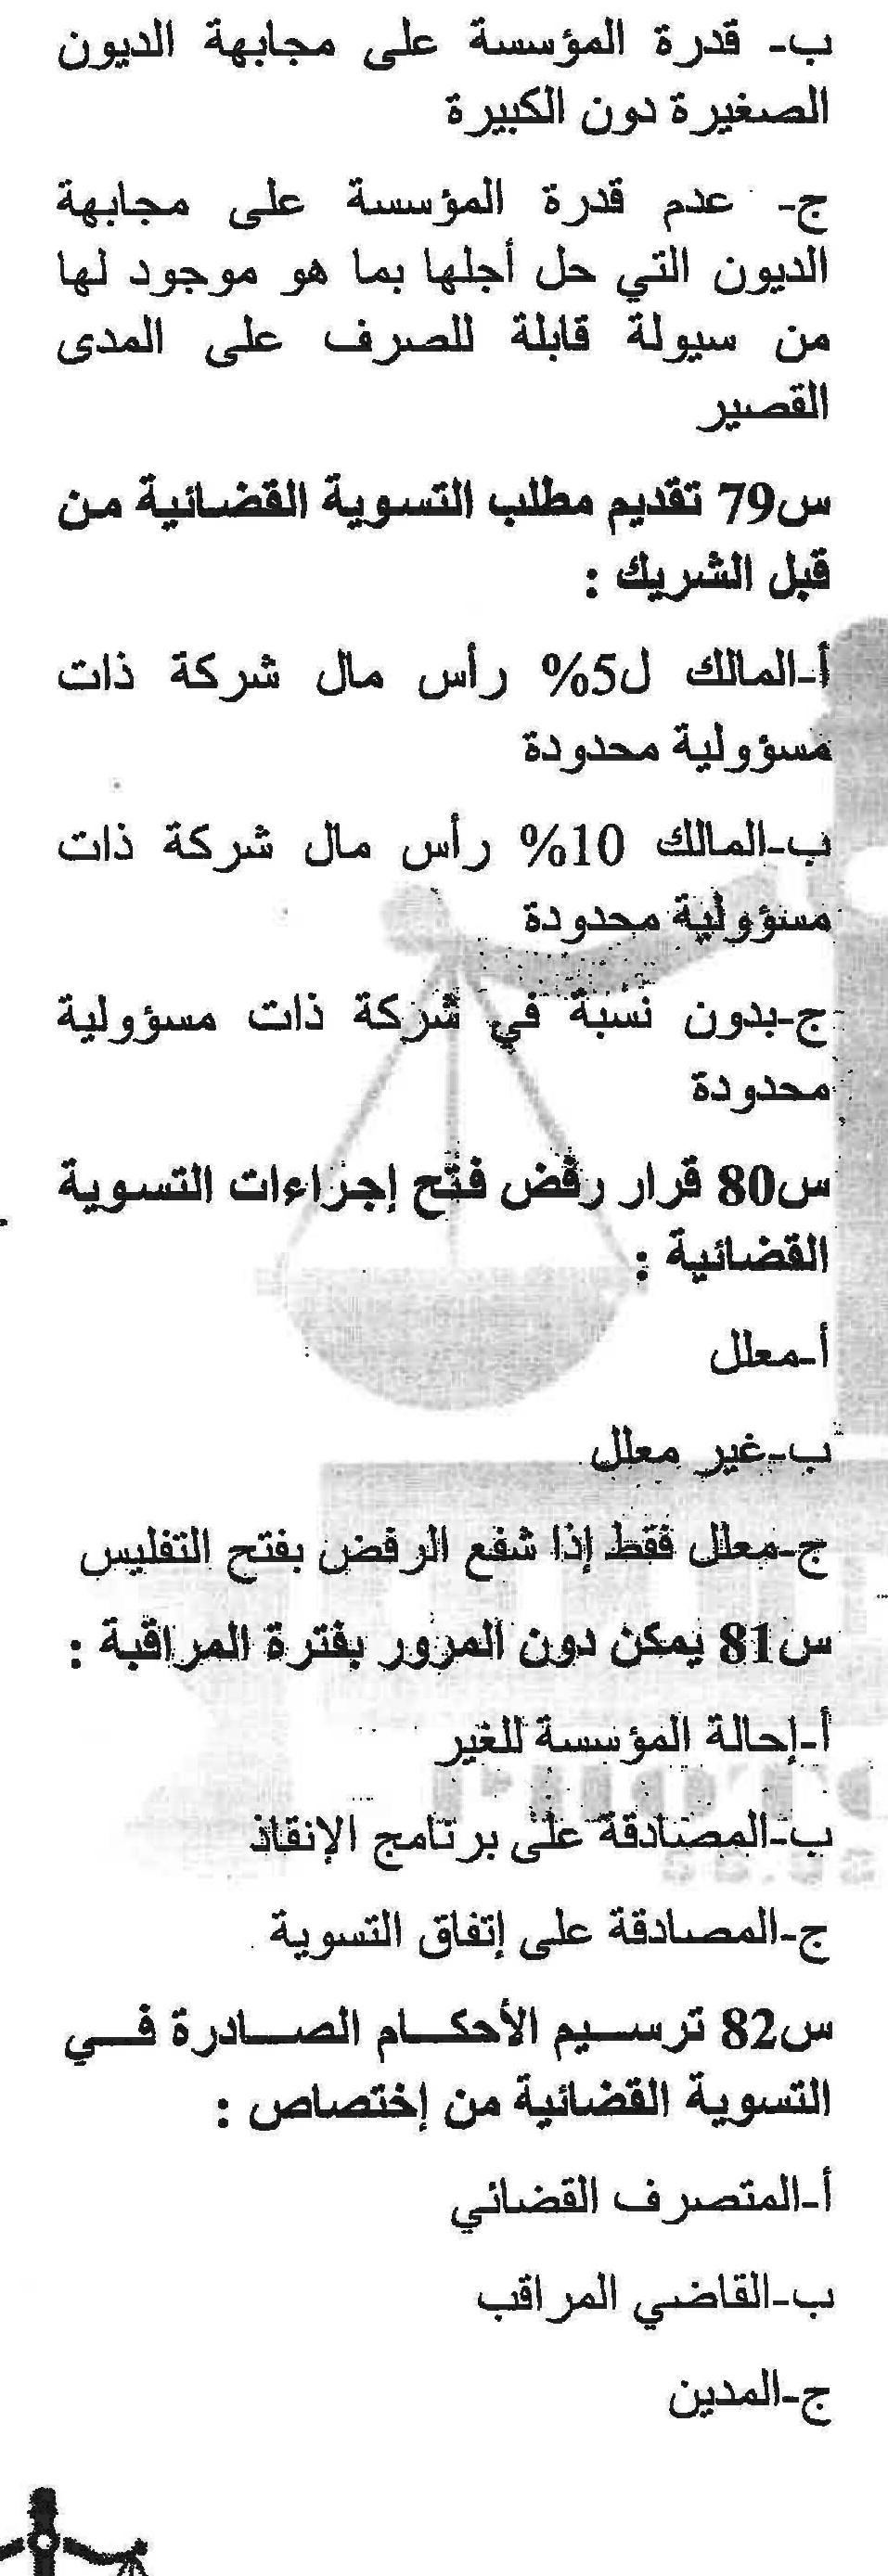 ب- قدرة المؤسسة على مجابهة الديون
الصغيرة دون الكبيرة
ج- عدم قدرة المؤسسة على مجابهة
الديون التي حل أجلها بما هو موجود لها
من سيولة قابلة للصرف على المدى
القصير
س79 تقديم مطلب التسوية القضائية من
قبل الشريك :
أ-المالك ل5% رأس مال شركة ذات
مسؤولية محدودة
ب-المالك 10% رأس مال شركة ذات
مسؤولية محدودة
ج-بدون نسبة في شركة ذات مسؤولية
محدودة
س80 قرار رفض فتح إجراءات التسوية
القضائية :
أ-معلل
ب-غير معلل
ج-معلل فقط إذا شفع الرفض بفتح التفليس
س81 يمكن دون المرور بفترة المراقبة :
أ-إحالة المؤسسة للغير
ب-المصادقة على برنامج الإنقاذ
ج-المصادقة على إتفاق التسوية
س82 ترسيم الأحكام الصادرة في
التسوية القضائية من إختصاص :
أ-المتصرف القضائي
ب-القاضي المراقب
ج-المدين